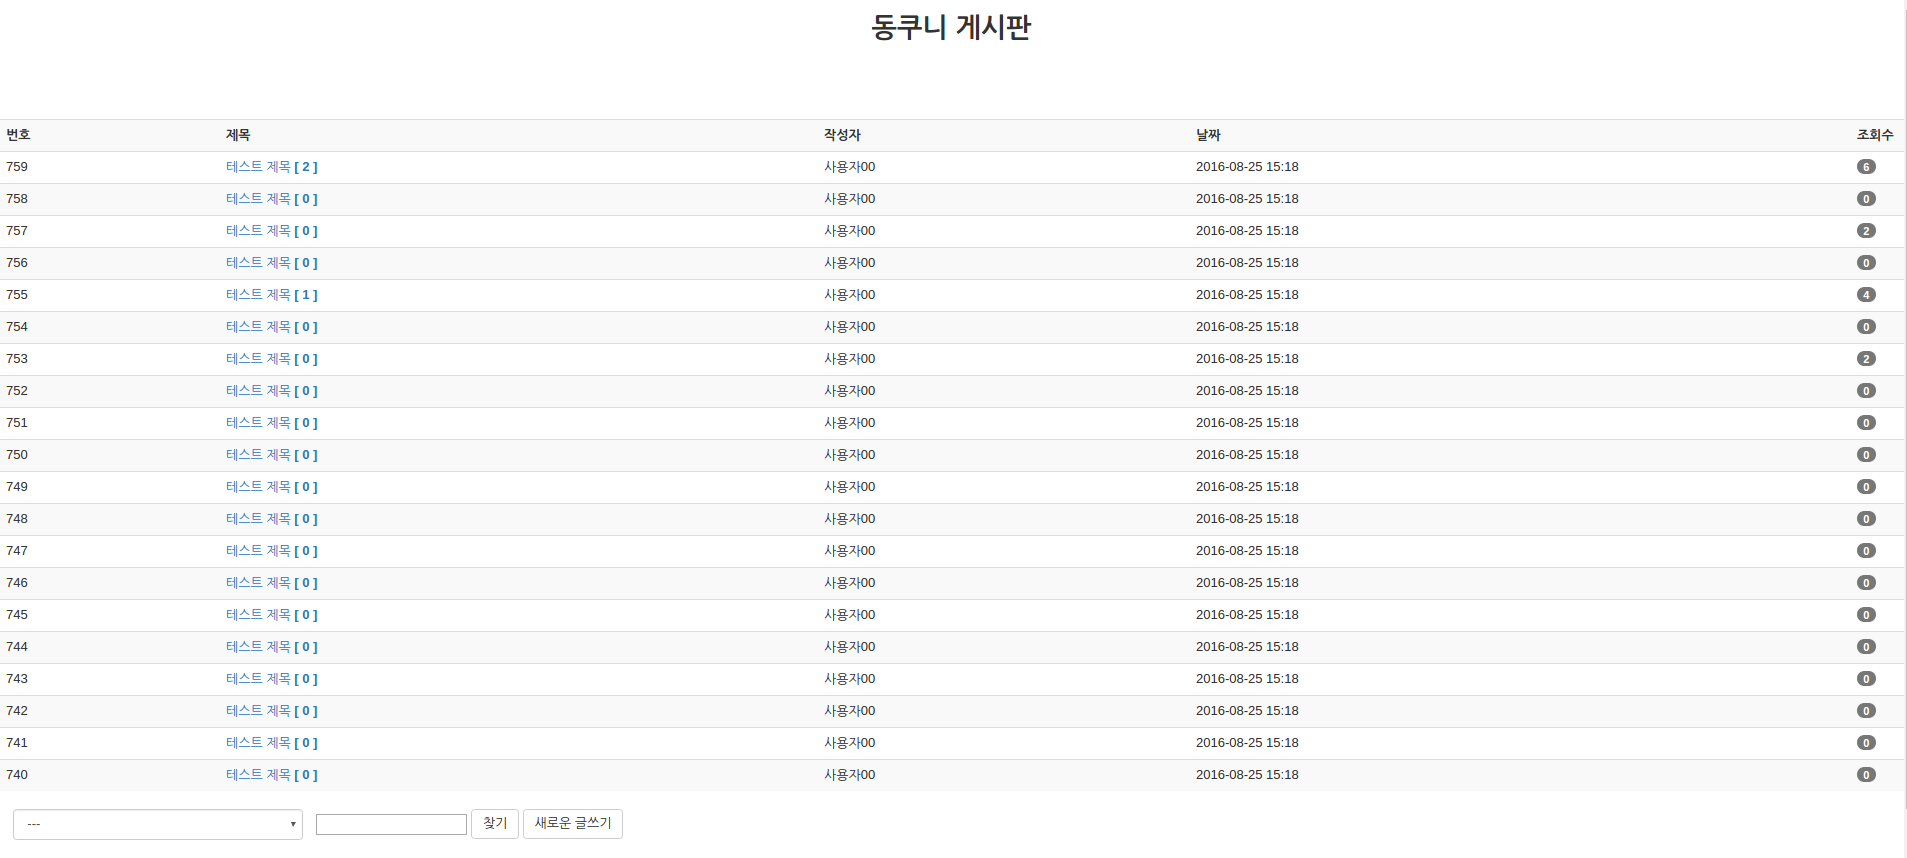 동쿠니 게시판
번호 제목 작성자 날짜 조회수
759 테스트 제목 [ 2 ] 사용자00 2016-08-25 15:18 6
758 테스트 제목 [ 0 ] 사용자00 2016-08-25 15:18 0
757 테스트 제목 [ 0 ] 사용자00 2016-08-25 15:18 2
756 테스트 제목 [ 0 ] 사용자00 2016-08-25 15:18 0
755 테스트 제목 [ 1 ] 사용자00 2016-08-25 15:18 4
754 테스트 제목 [ 0 ] 사용자00 2016-08-25 15:18 0
753 테스트 제목 [ 0 ] 사용자00 2016-08-25 15:18 2
752 테스트 제목 [ 0 ] 사용자00 2016-08-25 15:18 0
751 테스트 제목 [ 0 ] 사용자00 2016-08-25 15:18 0
750 테스트 제목 [ 0 ] 사용자00 2016-08-25 15:18 0
749 테스트 제목 [ 0 ] 사용자00 2016-08-25 15:18 0
748 테스트 제목 [ 0 ] 사용자00 2016-08-25 15:18 0
747 테스트 제목 [ 0 ] 사용자00 2016-08-25 15:18 0
746 테스트 제목 [ 0 ] 사용자00 2016-08-25 15:18 0
745 테스트 제목 [ 0 ] 사용자00 2016-08-25 15:18 0
744 테스트 제목 [ 0 ] 사용자00 2016-08-25 15:18 0
743 테스트 제목 [ 0 ] 사용자00 2016-08-25 15:18 0
742 테스트 제목 [ 0 ] 사용자00 2016-08-25 15:18 0
741 테스트 제목 [ 0 ] 사용자00 2016-08-25 15:18 0
740 테스트 제목 [ 0 ] 사용자00 2016-08-25 15:18 0
--- 찾기 새로운 글쓰기